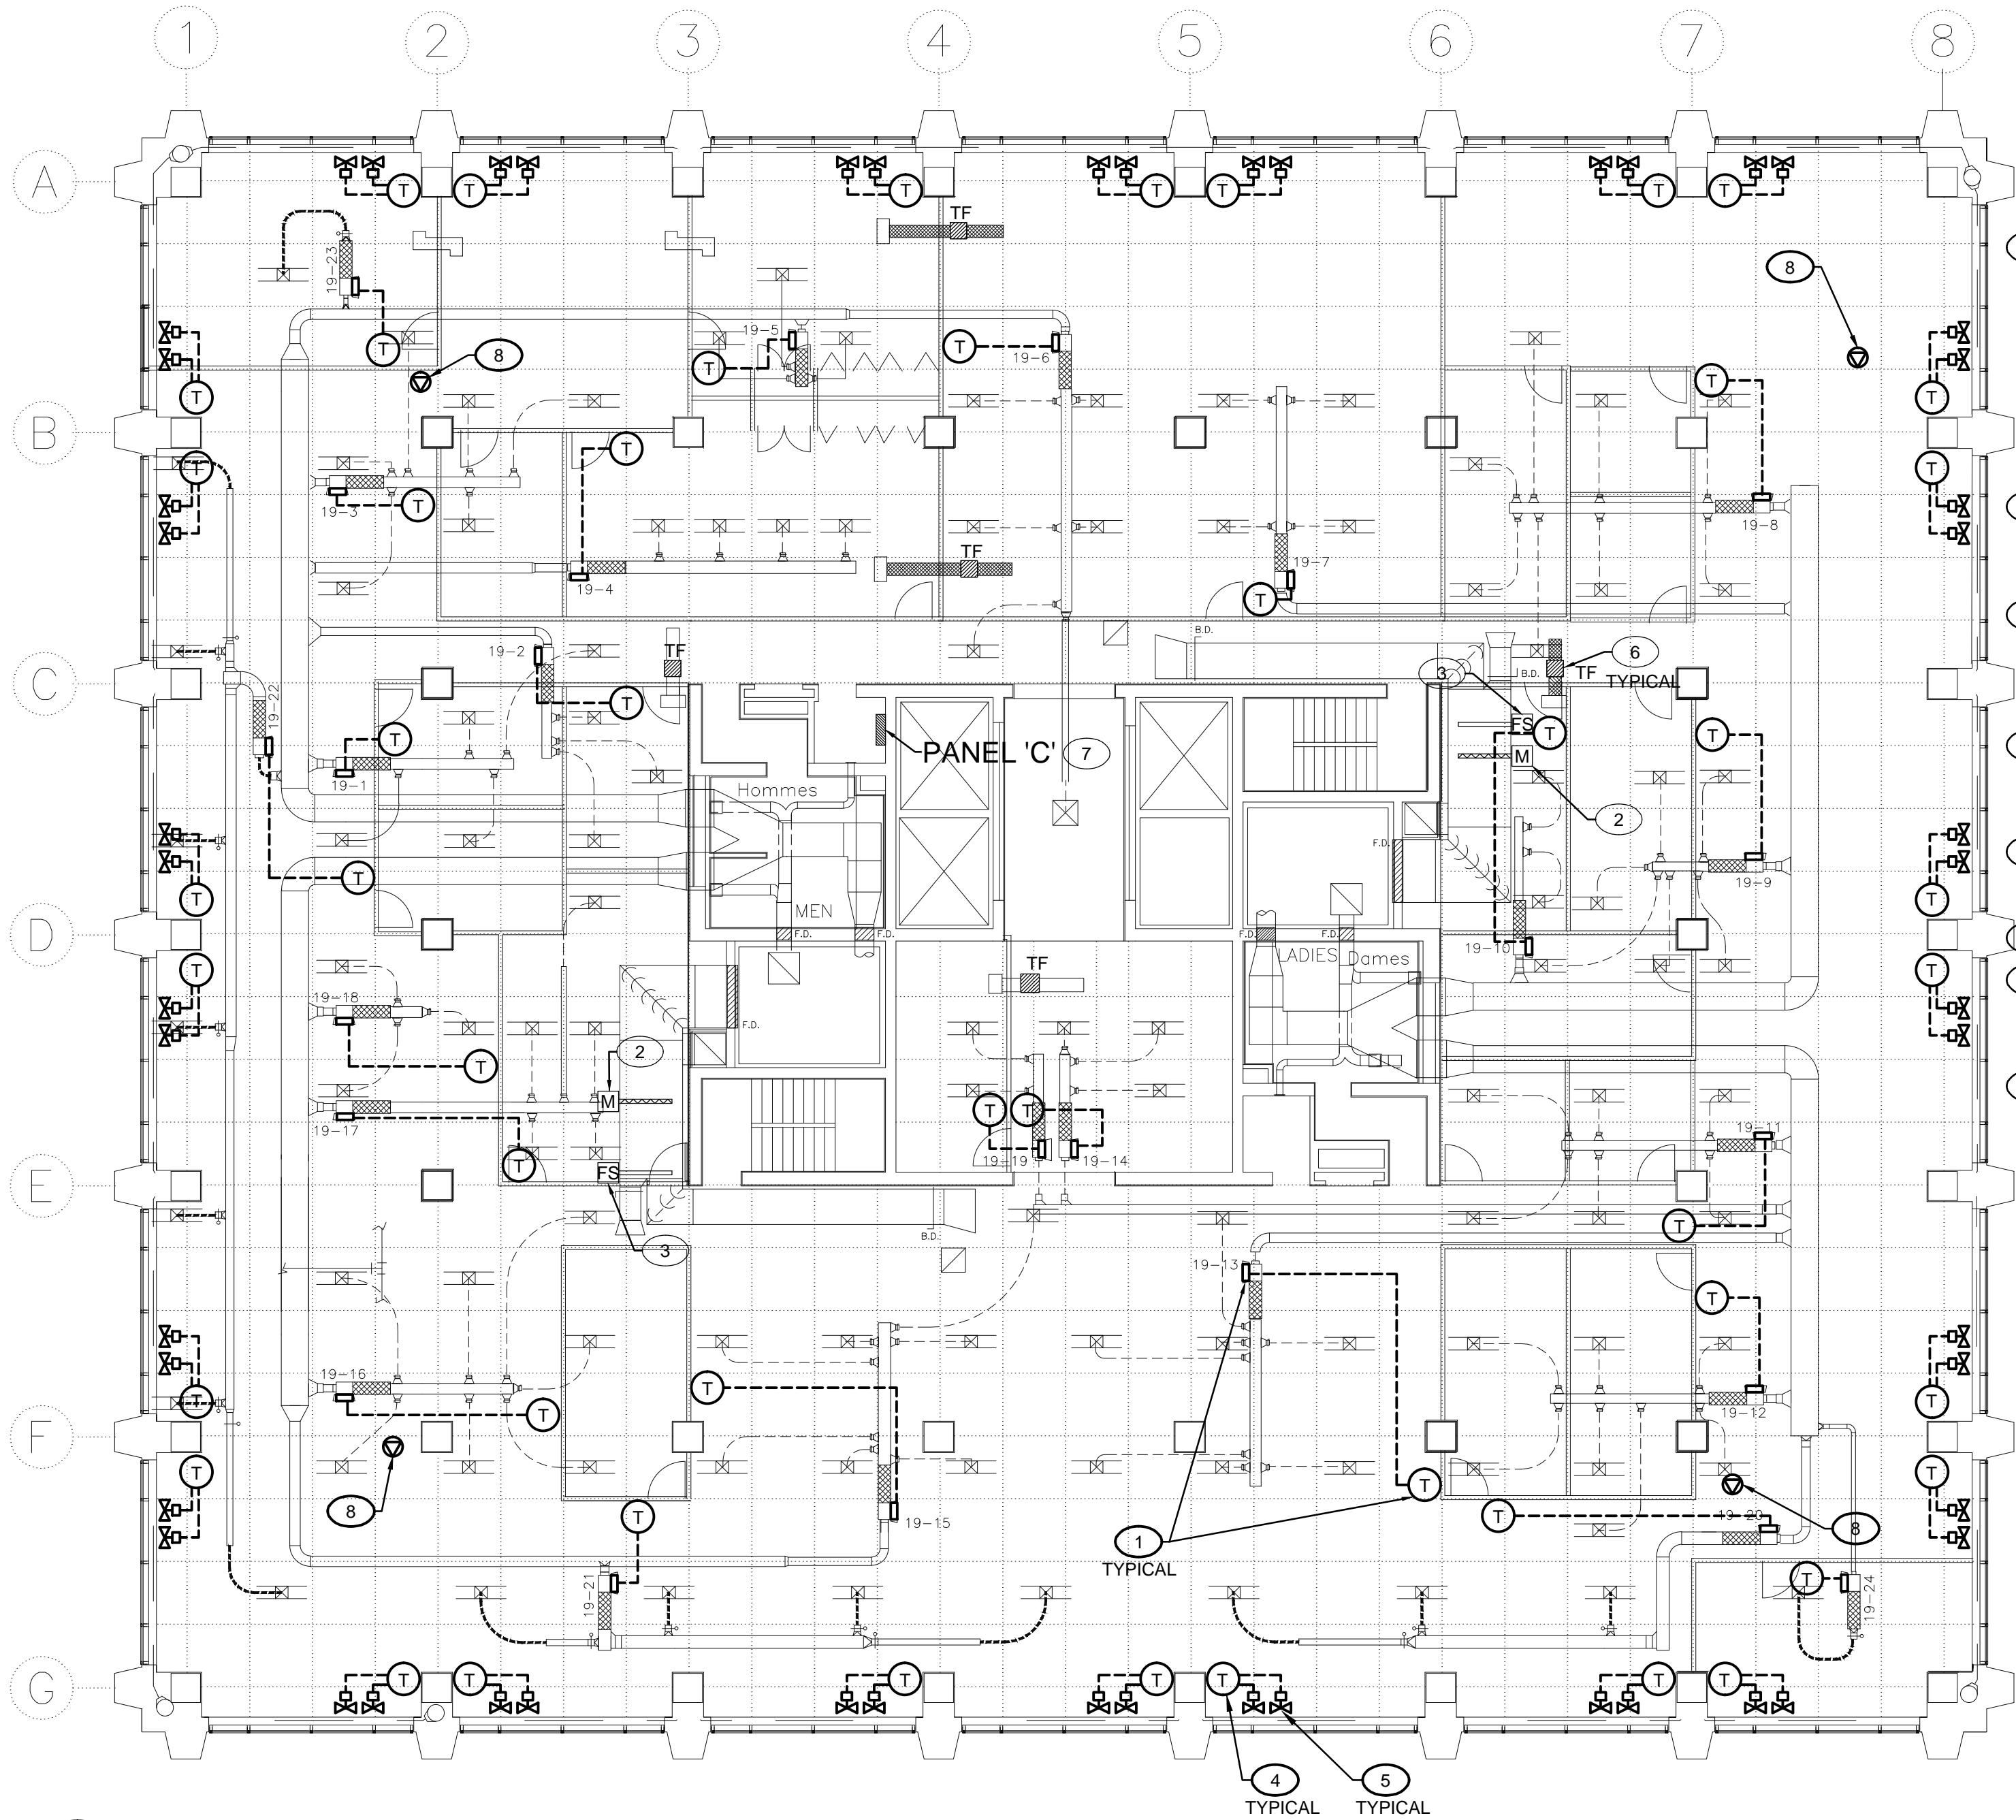 1 2 3 4 5 6 7 8
A
T T T T T T T T
TF
19-23
8
T
19-5
T
T
19-6
T
8
T
T
T
B
T
T
T
19-3
T
19-8
TF
19-4
19-7
T
19-2
TF
B.D.
6
TF
TYPICAL
3
B.D.
C
T
FS
T
T
19-22
T
PANEL 'C'
7
M
19-1
Hommes
2
F.D.
T
T
19-9
T
MEN
D
F.D.
F.D.
F.D.
F.D.
19-10
LADIES
Dames
T
TF
T
19-18
F.D.
2
T
M
T
T
19-17
19-11
T
19-19
19-14
E
FS
T
B.D.
3
19-13
T
19-16
T
T
T
T
19-12
F
T
8
T
T
T
T
19-15
T
19-20
8
1
TYPICAL
19-21
T
19-24
G
T T T T T T T T
4
TYPICAL
5
TYPICAL